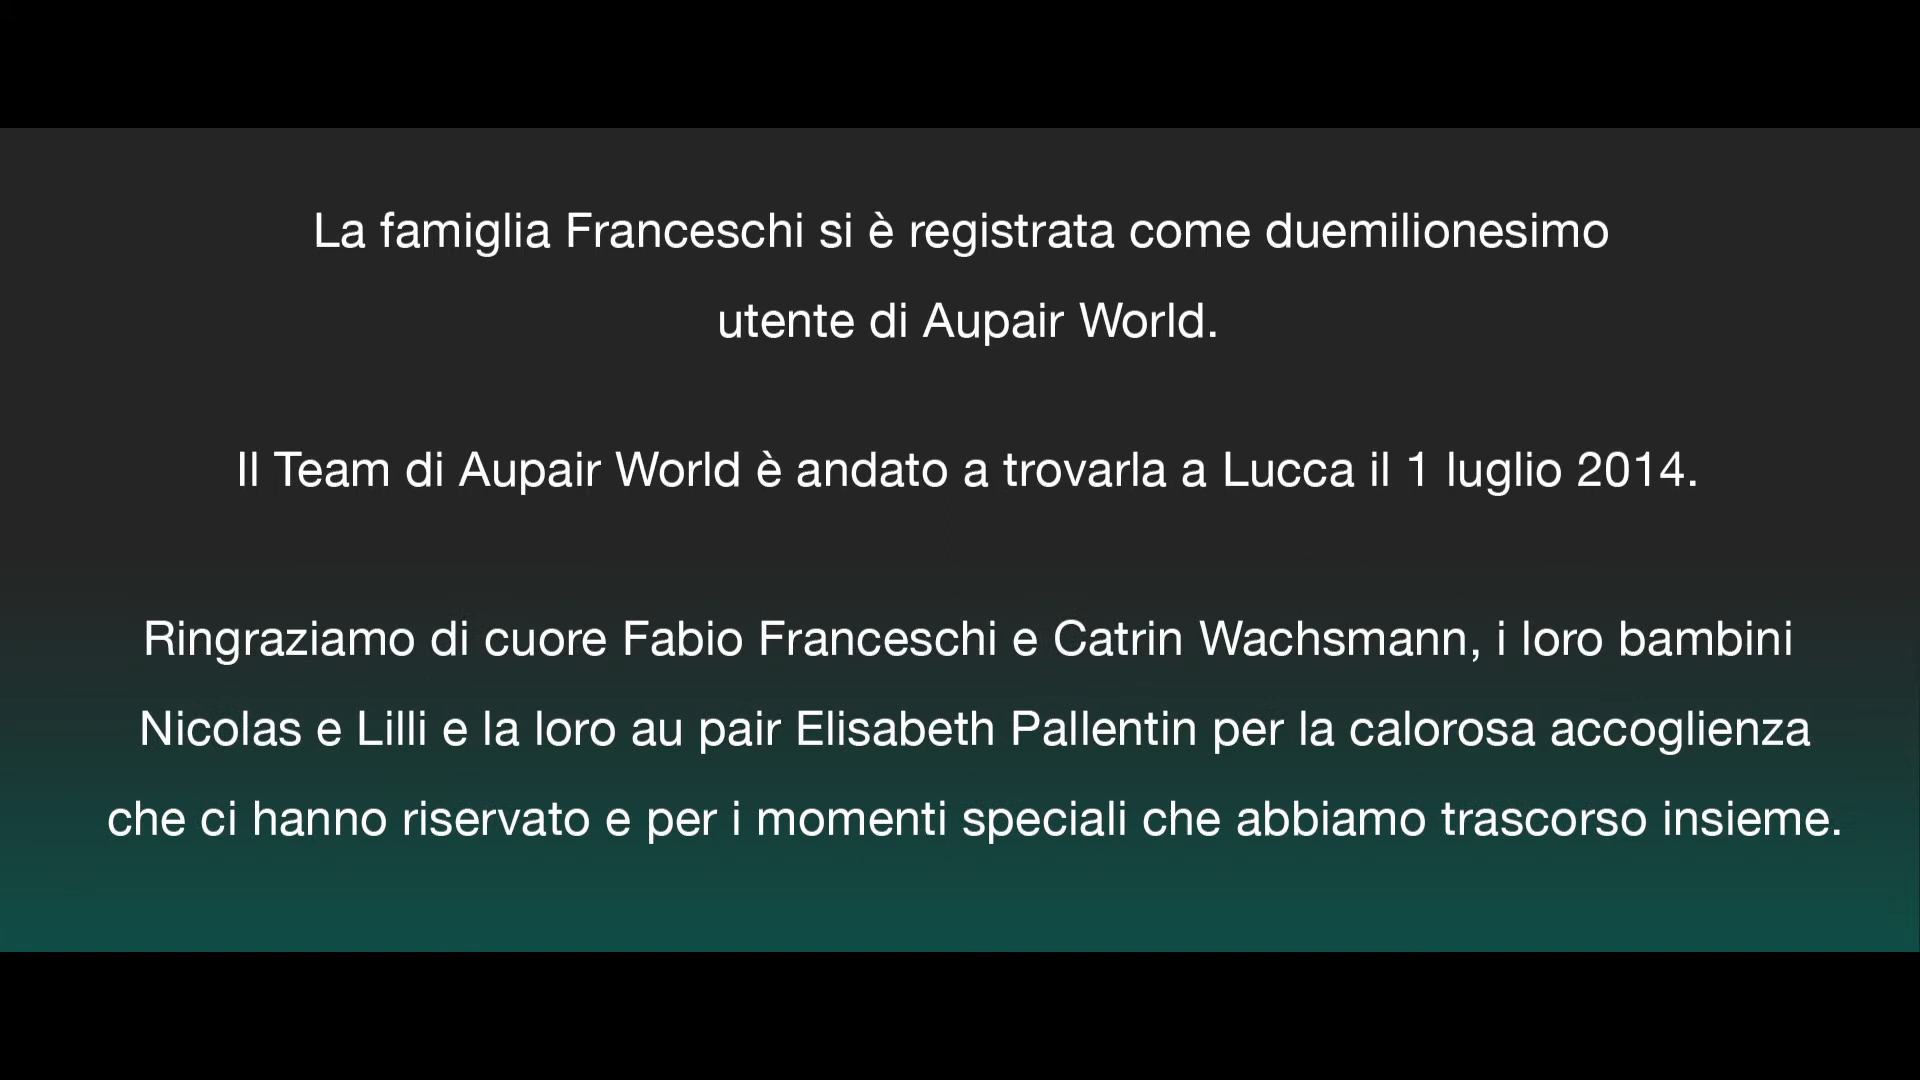 La famiglia Franceschi si è registrata come duemilionesimo
utente di Aupair World.
Il Team di Aupair World è andato a trovarla a Lucca il 1 luglio 2014.
Ringraziamo di cuore Fabio Franceschi e Catrin Wachsmann, i loro bambini
Nicolas e Lilli e la loro au pair Elisabeth Pallentin per la calorosa accoglienza
che ci hanno riservato e per i momenti speciali che abbiamo trascorso insieme.